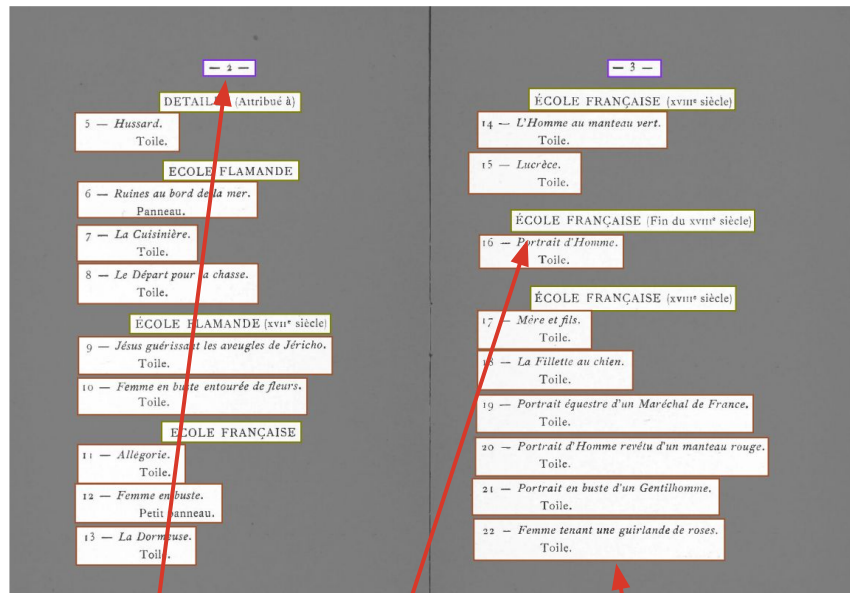 — 2 —
DETAILLE (Attribué à)
5 — Hussard.
Toile.
ECOLE FLAMANDE
6 — Ruines au bord de la mer.
Panneau.
7 — La Cuisinière.
Toile.
8 — Le Départ pour la chasse.
Toile.
ÉCOLE FLAMANDE (XVIIe siècle)
9 — Jésus guérissant les aveugles de Jéricho.
Toile.
10 — Femme en buste entourée de fleurs.
Toile.
ECOLE FRANÇAISE
11 — Allégorie.
Toile.
12 — Femme en buste.
Petit panneau.
13 — La Dormeuse.
Toile.
— 3 —
ÉCOLE FRANÇAISE (XVIIIe siècle)
14 — L'Homme au manteau vert.
Toile.
15 — Lucrèce.
Toile.
ÉCOLE FRANÇAISE (Fin du XVIIIe siècle)
16 — Portrait d'Homme.
Toile.
ÉCOLE FRANÇAISE (XVIIIe siècle)
17 — Mére et fils.
Toile.
18 — La Fillette au chien.
Toile.
19 — Portrait équestre d'un Maréchal de France.
Toile.
20 — Portrait d'Homme revêtu d'un manteau rouge.
Toile.
21 — Portrait en buste d'un Gentilhomme.
Toile.
22 — Femme tenant une guirlande de roses.
Toile.